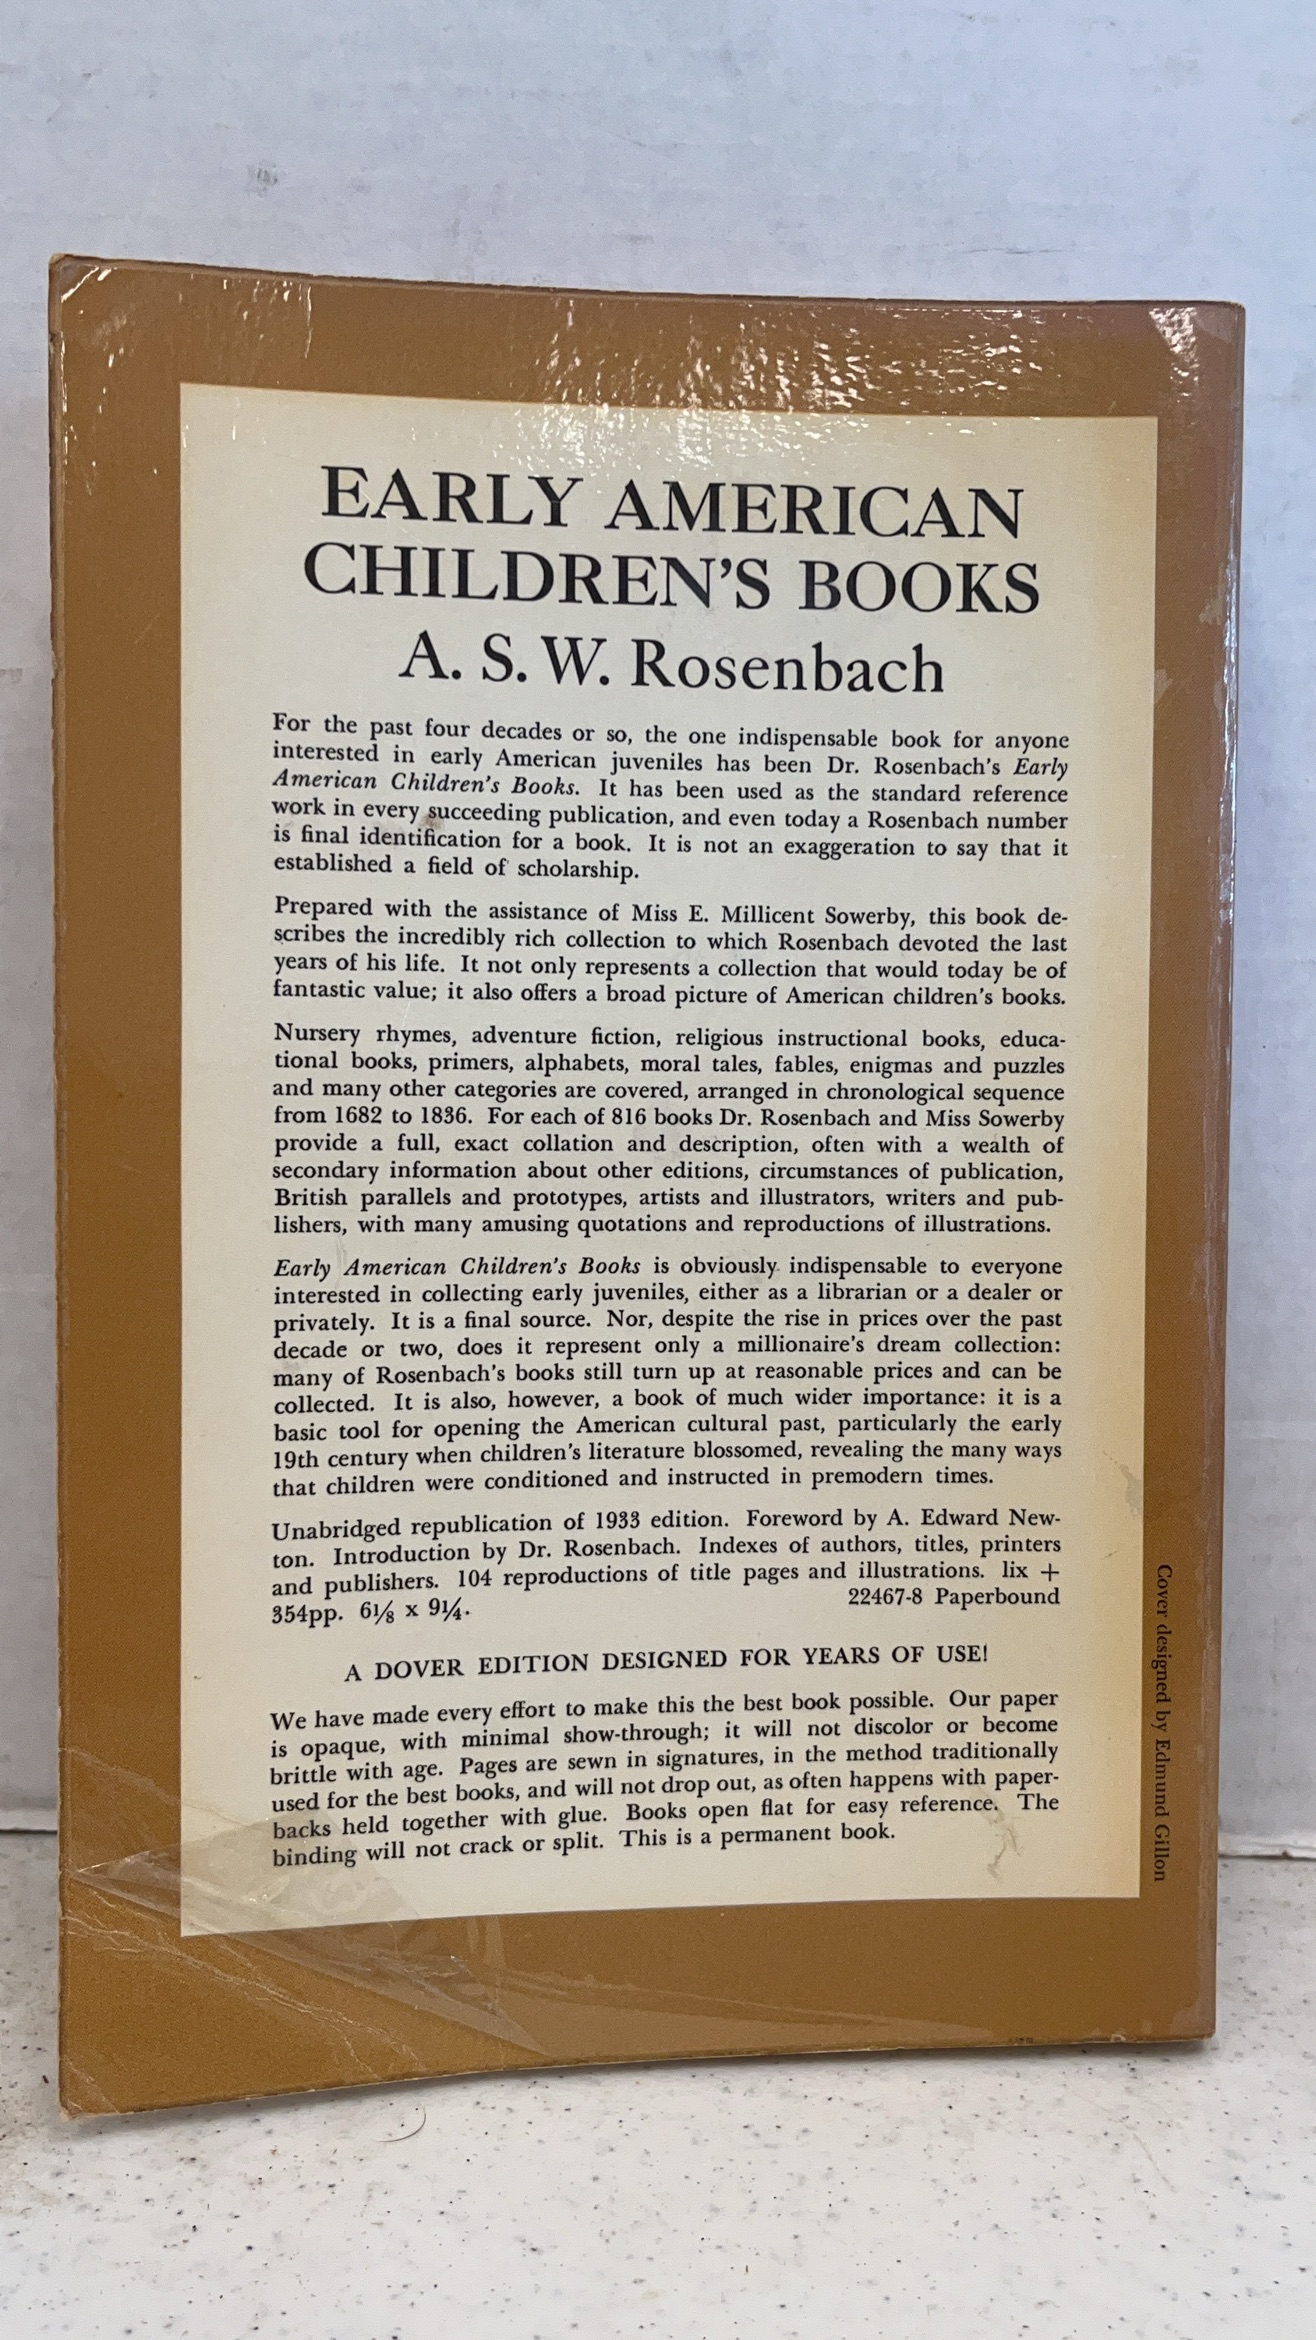 EARLY AMERICAN
CHILDREN'S BOOKS
A. S. W. Rosenbach
For the past four decades or so, the one indispensable book for anyone
interested in early American juveniles has been Dr. Rosenbach's Early
American Children's Books. It has been used as the standard reference
work in every succeeding publication, and even today a Rosenbach number
is final identification for a book. It is not an exaggeration to say that it
established a field of scholarship.
Prepared with the assistance of Miss E. Millicent Sowerby, this book de-
scribes the incredibly rich collection to which Rosenbach devoted the last
years of his life. It not only represents a collection that would today be of
fantastic value; it also offers a broad picture of American children's books.
Nursery rhymes, adventure fiction, religious instructional books, educa-
tional books, primers, alphabets, moral tales, fables, enigmas and puzzles
and many other categories are covered, arranged in chronological sequence
from 1682 to 1836. For each of 816 books Dr. Rosenbach and Miss Sowerby
provide a full, exact collation and description, often with a wealth of
secondary information about other editions, circumstances of publication,
British parallels and prototypes, artists and illustrators, writers and pub-
lishers, with many amusing quotations and reproductions of illustrations.
Early American Children's Books is obviously indispensable to everyone
interested in collecting early juveniles, either as a librarian or a dealer or
privately. It is a final source. Nor, despite the rise in prices over the past
decade or two, does it represent only a millionaire's dream collection:
many of Rosenbach's books still turn up at reasonable prices and can be
collected. It is also, however, a book of much wider importance: it is a
basic tool for opening the American cultural past, particularly the early
19th century when children's literature blossomed, revealing the many ways
that children were conditioned and instructed in premodern times.
Unabridged republication of 1933 edition. Foreword by A. Edward New-
ton. Introduction by Dr. Rosenbach. Indexes of authors, titles, printers
and publishers. 104 reproductions of title pages and illustrations. lix +
354pp. 6⅛ x 9¼. 22467-8 Paperbound
A DOVER EDITION DESIGNED FOR YEARS OF USE!
We have made every effort to make this the best book possible. Our paper
is opaque, with minimal show-through; it will not discolor or become
brittle with age. Pages are sewn in signatures, in the method traditionally
used for the best books, and will not drop out, as often happens with paper-
backs held together with glue. Books open flat for easy reference. The
binding will not crack or split. This is a permanent book.
Cover designed by Edmund Gillon